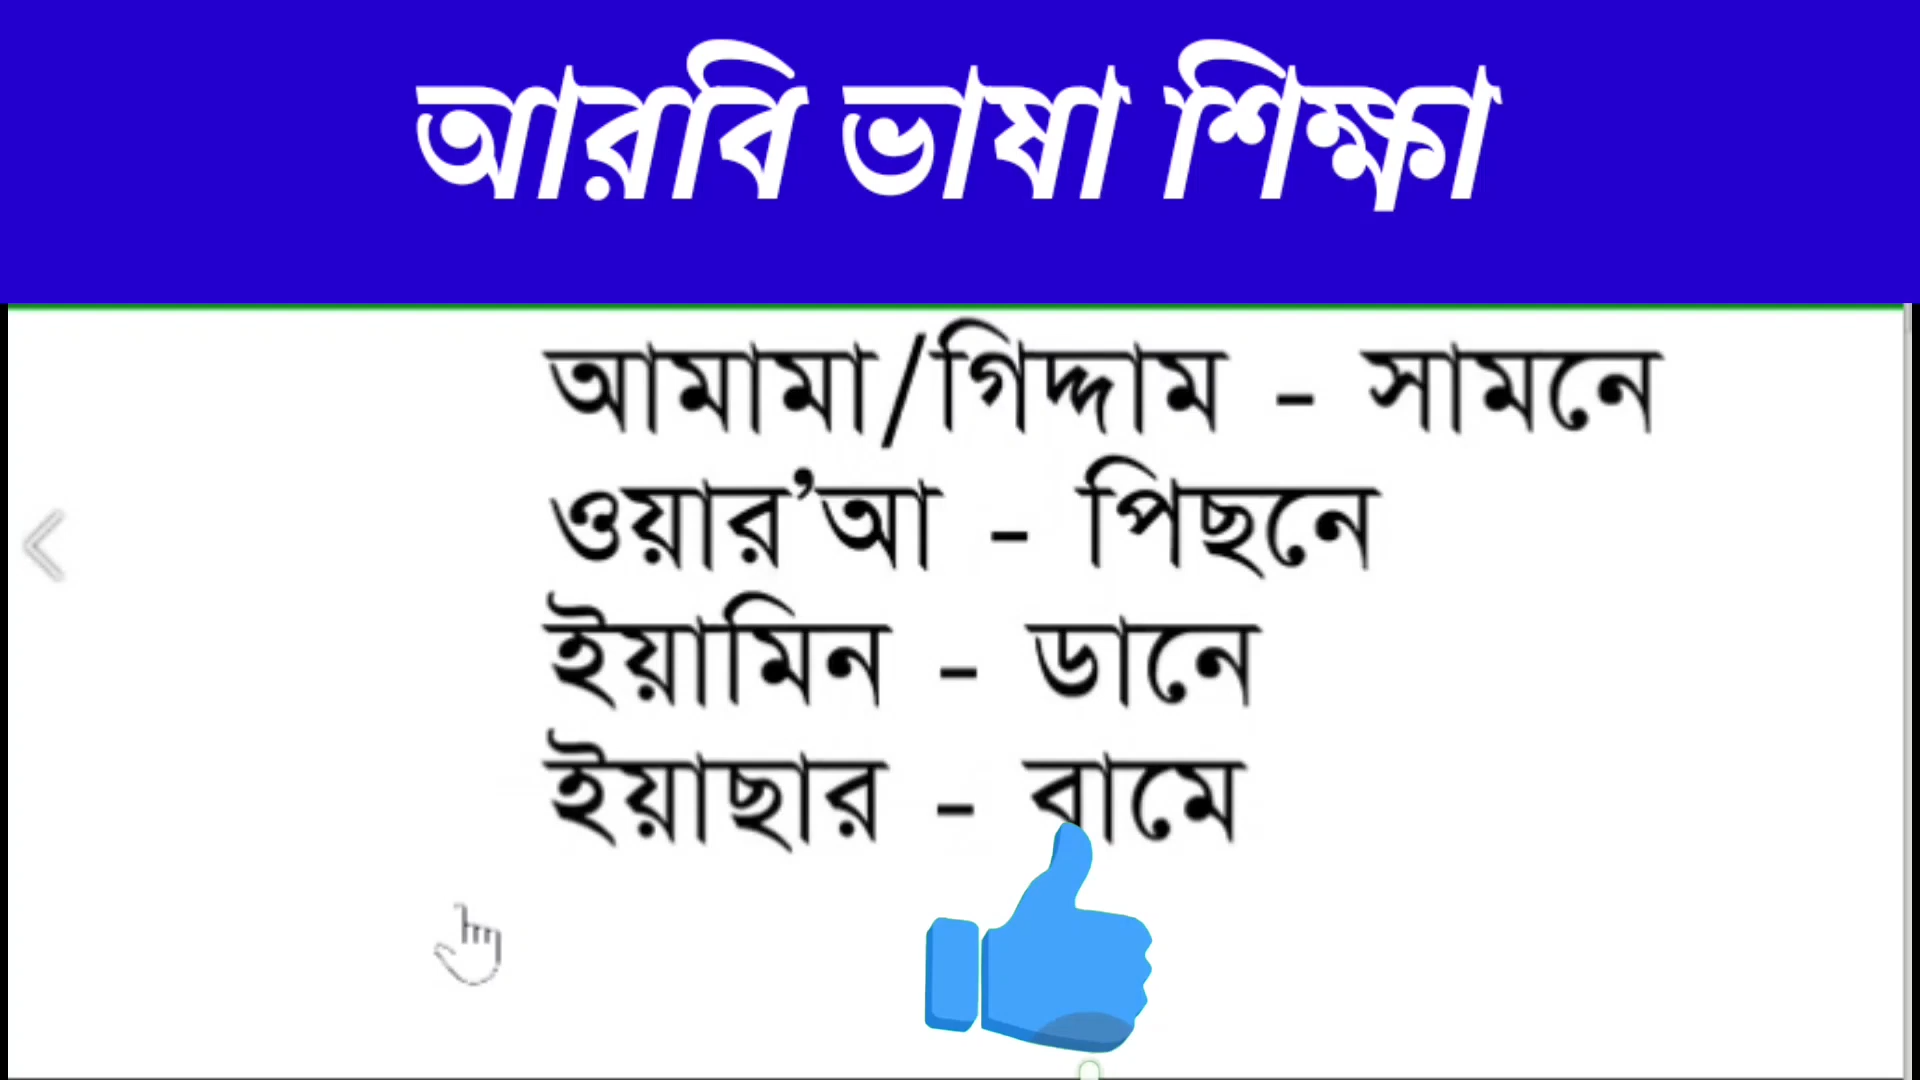 আরবি ভাষা শিক্ষা
আমামা/গিদ্দাম - সামনে
ওয়ার’আ - পিছনে
ইয়ামিন - ডানে
ইয়াছার - বামে